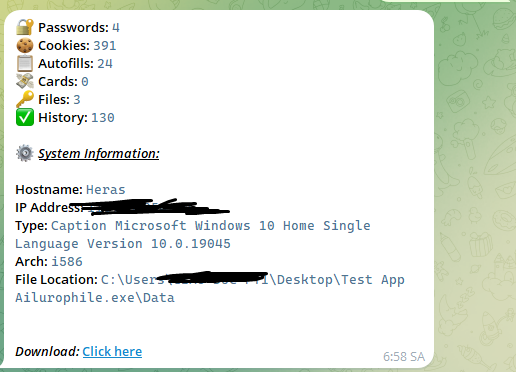 Passwords: 4
Cookies: 391
Autofills: 24
Cards: 0
Files: 3
History: 130
System Information:
Hostname: Heras
IP Address:
Type: Caption Microsoft Windows 10 Home Single
Language Version 10.0.19045
Arch: i586
File Location: C:\Users\Desktop\Test App
Ailurophile.exe\Data
Download: Click here
6:58 SA